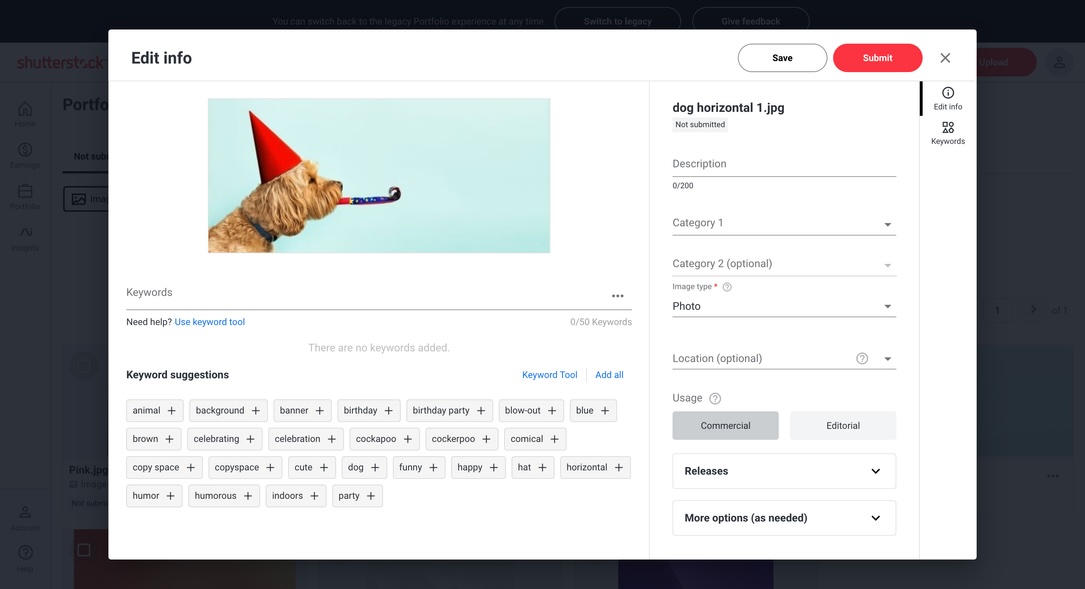 You can switch back to the legacy Portfolio experience at any time
Switch to legacy
Give feedback
shutterstock
Upload
Home
Earnings
Portfolio
Insights
Account
Help
Portfo
Not sub
Imag
1
of 1
Pink.jpg
Image
Not subm
Edit info
Save
Submit
Keywords
Need help? Use keyword tool
0/50 Keywords
There are no keywords added.
Keyword suggestions
Keyword Tool
Add all
animal + background + banner + birthday + birthday party + blow-out + blue +
brown + celebrating + celebration + cockapoo + cockerpoo + comical +
copy space + copyspace + cute + dog + funny + happy + hat + horizontal +
humor + humorous + indoors + party +
dog horizontal 1.jpg
Not submitted
Description
0/200
Category 1
Category 2 (optional)
Image type *
Photo
Location (optional)
Usage
Commercial
Editorial
Releases
More options (as needed)
Edit info
Keywords